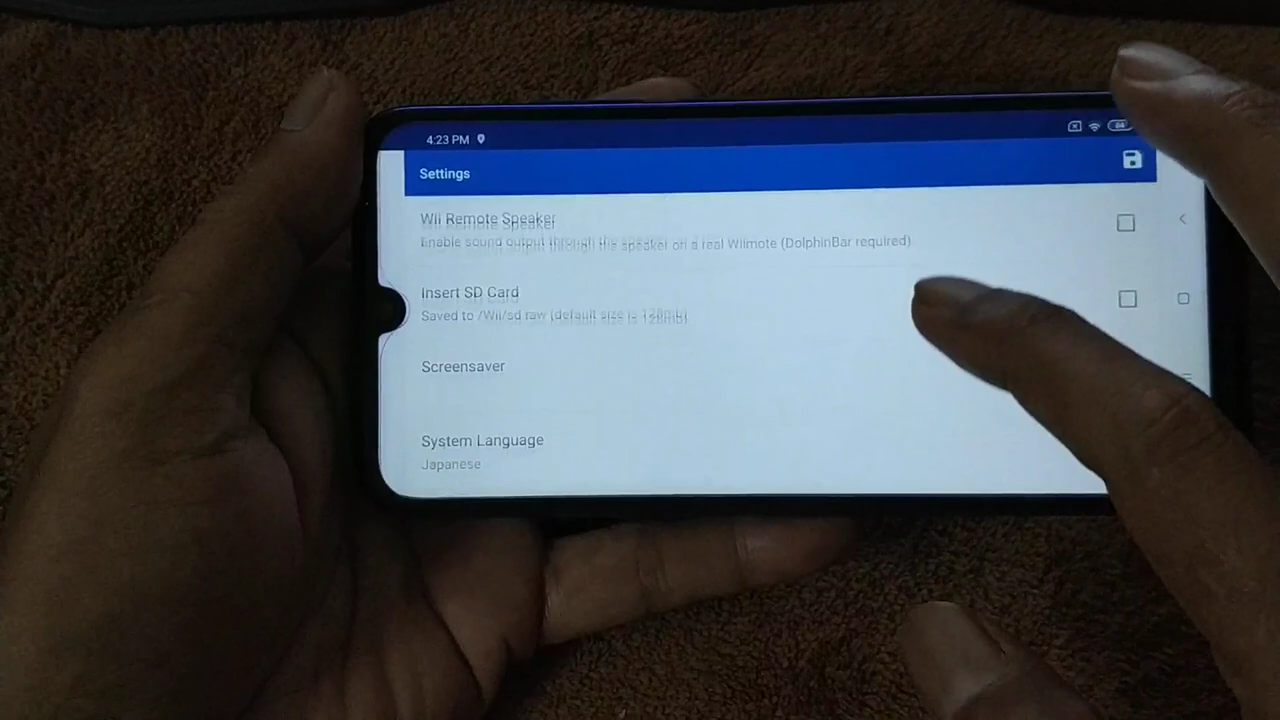 4:23 PM
84
Settings
Wii Remote Speaker
Enable sound output through the speaker on a real Wiimote (DolphinBar required)
Insert SD Card
Saved to /Wii/sd.raw (default size is 128mb)
Screensaver
System Language
Japanese